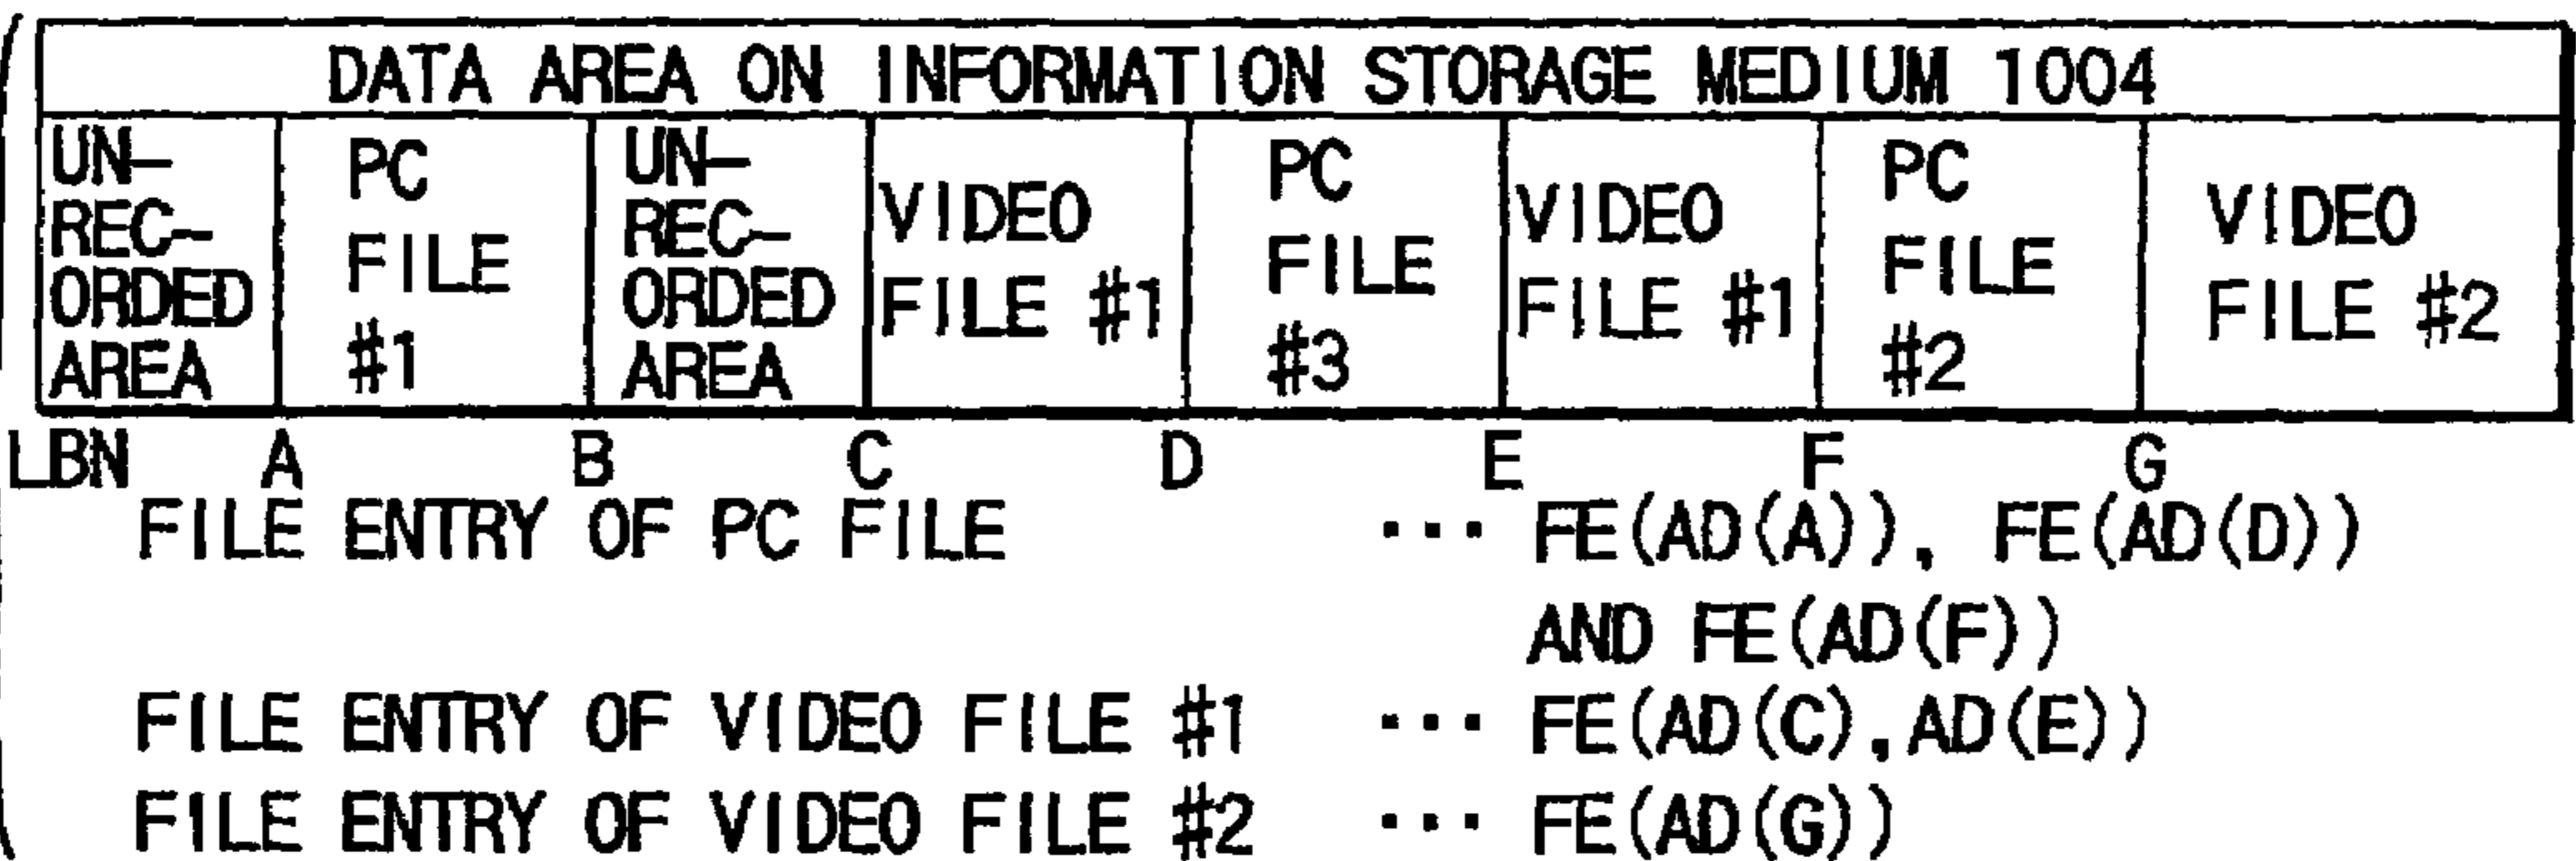 DATA AREA ON INFORMATION STORAGE MEDIUM 1004
UN-
REC-
ORDED
AREA
PC
FILE
#1
UN-
REC-
ORDED
AREA
VIDEO
FILE #1
PC
FILE
#3
VIDEO
FILE #1
PC
FILE
#2
VIDEO
FILE #2
LBN A B C D E F G
FILE ENTRY OF PC FILE ··· FE(AD(A)), FE(AD(D))
AND FE(AD(F))
FILE ENTRY OF VIDEO FILE #1 ··· FE(AD(C),AD(E))
FILE ENTRY OF VIDEO FILE #2 ··· FE(AD(G))